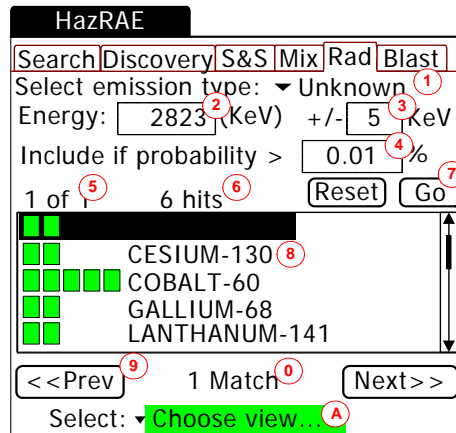 HazRAE
Search Discovery S&S Mix Rad Blast
Select emission type: Unknown 1
Energy: 2823 2 (KeV) +/- 5 3 KeV
Include if probability > 0.01 4 %
1 of 1 5 6 hits 6 Reset Go 7
CESIUM-130 8
COBALT-60
GALLIUM-68
LANTHANUM-141
<<Prev 9 1 Match 0 Next>>
Select: Choose view... A